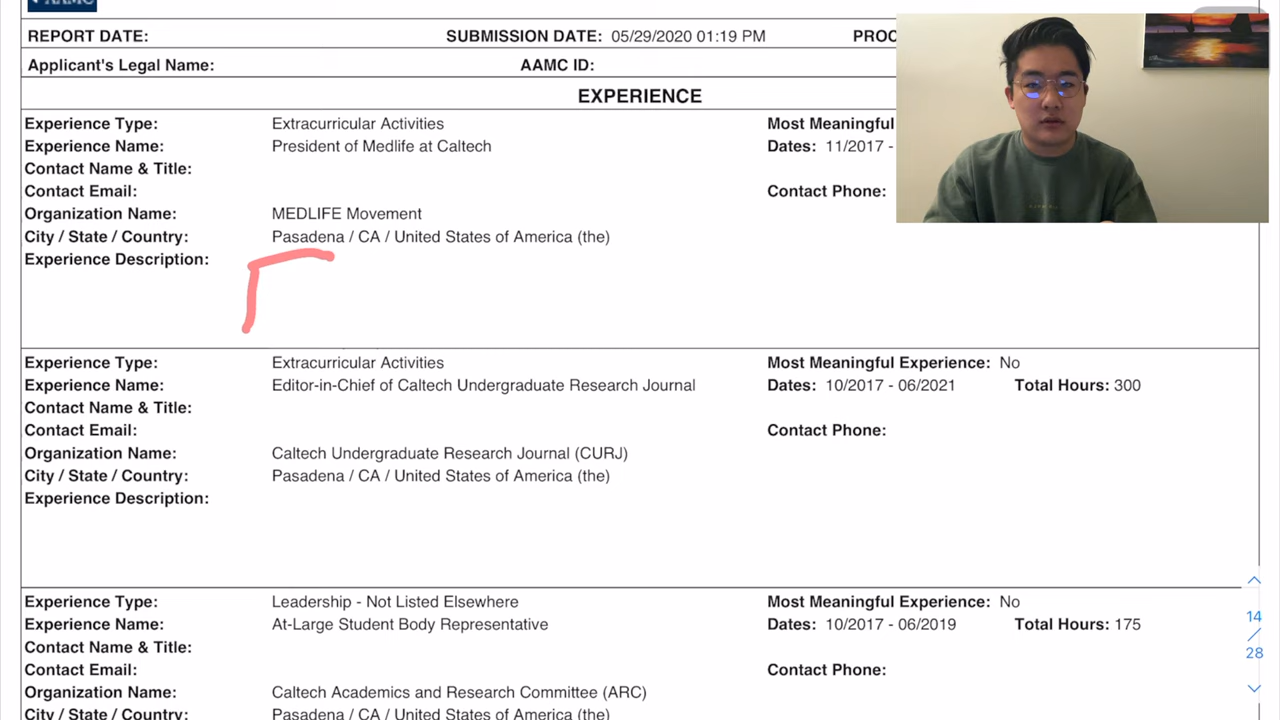 AAMC
REPORT DATE: SUBMISSION DATE: 05/29/2020 01:19 PM PROC
Applicant's Legal Name: AAMC ID:
EXPERIENCE
Experience Type: Extracurricular Activities Most Meaningful
Experience Name: President of Medlife at Caltech Dates: 11/2017 -
Contact Name & Title:
Contact Email: Contact Phone:
Organization Name: MEDLIFE Movement
City / State / Country: Pasadena / CA / United States of America (the)
Experience Description:
Experience Type: Extracurricular Activities Most Meaningful Experience: No
Experience Name: Editor-in-Chief of Caltech Undergraduate Research Journal Dates: 10/2017 - 06/2021 Total Hours: 300
Contact Name & Title:
Contact Email: Contact Phone:
Organization Name: Caltech Undergraduate Research Journal (CURJ)
City / State / Country: Pasadena / CA / United States of America (the)
Experience Description:
Experience Type: Leadership - Not Listed Elsewhere Most Meaningful Experience: No
Experience Name: At-Large Student Body Representative Dates: 10/2017 - 06/2019 Total Hours: 175
Contact Name & Title:
Contact Email: Contact Phone:
Organization Name: Caltech Academics and Research Committee (ARC)
City / State / Country: Pasadena / CA / United States of America (the)
14
/
28